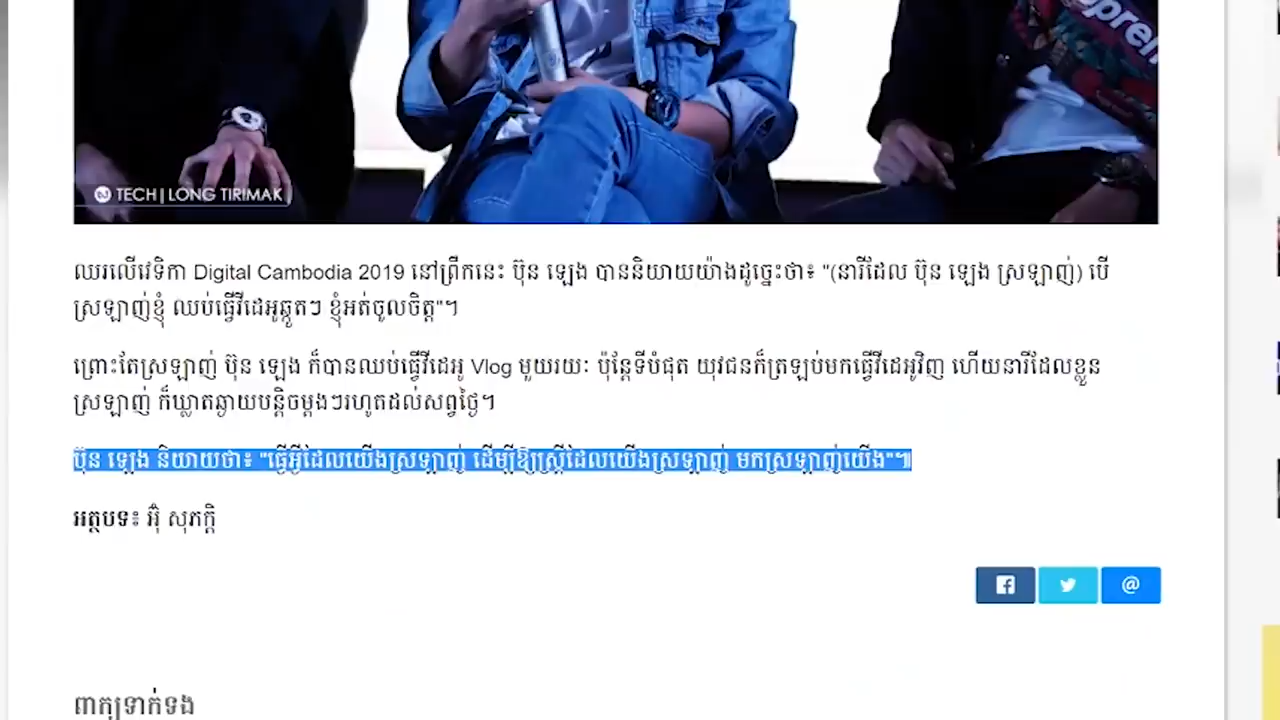 uprem
TECH | LONG TIRIMAK
ឈរលើវេទិកា Digital Cambodia 2019 នៅព្រឹកនេះ ប៊ុន ឡេង បាននិយាយយ៉ាងដូច្នេះថា៖ "(នារីដែល ប៊ុន ឡេង ស្រឡាញ់) បើ
ស្រឡាញ់ខ្ញុំ ឈប់ធ្វើវីដេអូឆ្កួតៗ ខ្ញុំអត់ចូលចិត្ត"។
ព្រោះតែស្រឡាញ់ ប៊ុន ឡេង ក៏បានឈប់ធ្វើវីដេអូ Vlog មួយរយៈ ប៉ុន្តែទីបំផុត យុវជនក៏ត្រឡប់មកធ្វើវីដេអូវិញ ហើយនារីដែលខ្លួន
ស្រឡាញ់ ក៏ឃ្លាតឆ្ងាយបន្តិចម្ដងៗរហូតដល់សព្វថ្ងៃ។
ប៊ុន ឡេង និយាយថា៖ "ធ្វើអ្វីដែលយើងស្រឡាញ់ ដើម្បីឱ្យស្ត្រីដែលយើងស្រឡាញ់ មកស្រឡាញ់យើង"៕
អត្ថបទ៖ អ៊ុំ សុភក្តិ
@
ពាក្យទាក់ទង